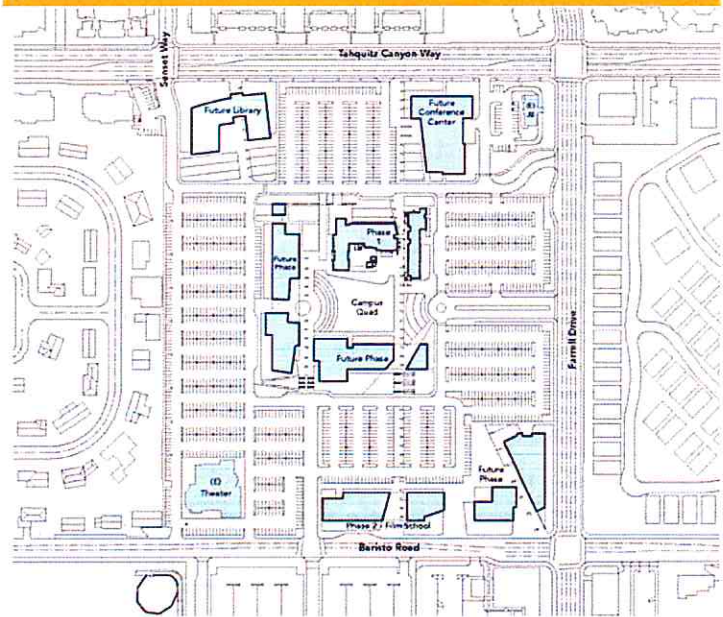 Sunset Way
Tahquitz Canyon Way
Future Library
Future
Conference
Center
(E)
Phase
1
Future
Phase
Campus
Quad
Farrell Drive
Future Phase
(E)
Theater
Future
Phase
Phase 2 - Film School
Baristo Road